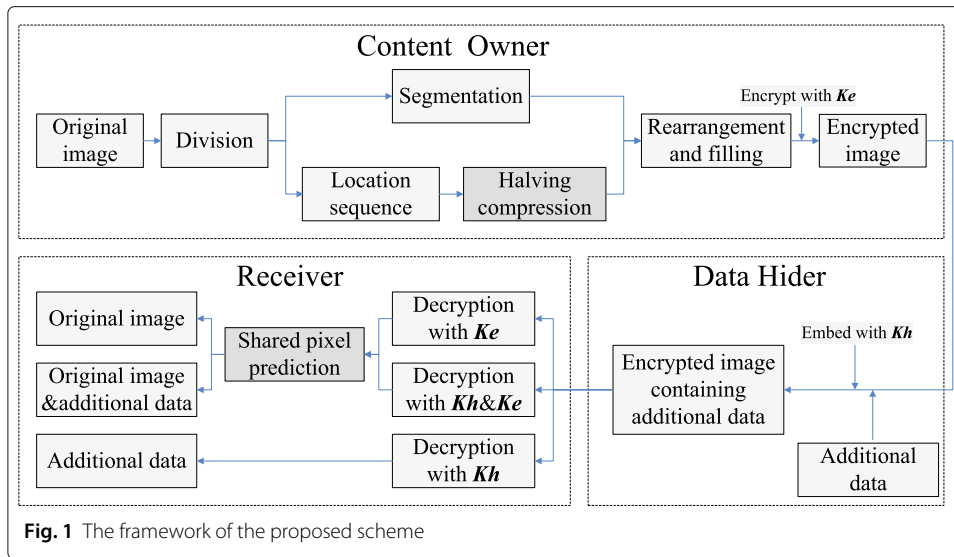 Content Owner
Segmentation
Encrypt with Ke
Original
image
Division
Rearrangement
and filling
Encrypted
image
Location
sequence
Halving
compression
Receiver
Original image
Original image
&additional data
Additional data
Shared pixel
prediction
Decryption
with Ke
Decryption
with Kh&Ke
Decryption
with Kh
Data Hider
Embed with Kh
Encrypted image
containing
additional data
Additional
data
Fig. 1 The framework of the proposed scheme